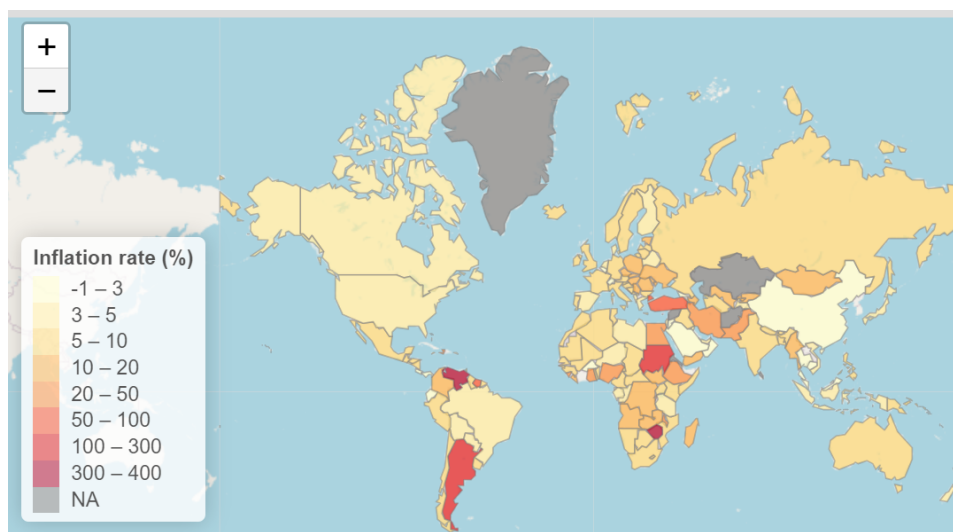 +
−
Inflation rate (%)
-1 – 3
3 – 5
5 – 10
10 – 20
20 – 50
50 – 100
100 – 300
300 – 400
NA